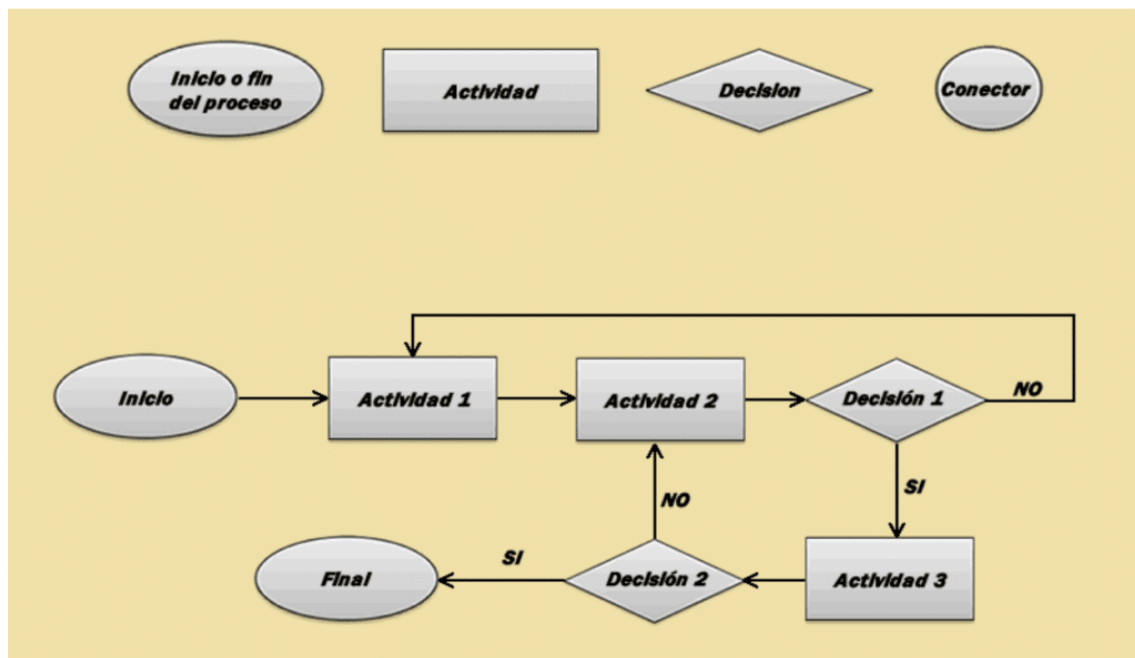 Inicio o fin
del proceso
Actividad
Decision
Conector
Inicio
Actividad 1
Actividad 2
Decisión 1
NO
SI
NO
SI
Final
Decisión 2
Actividad 3